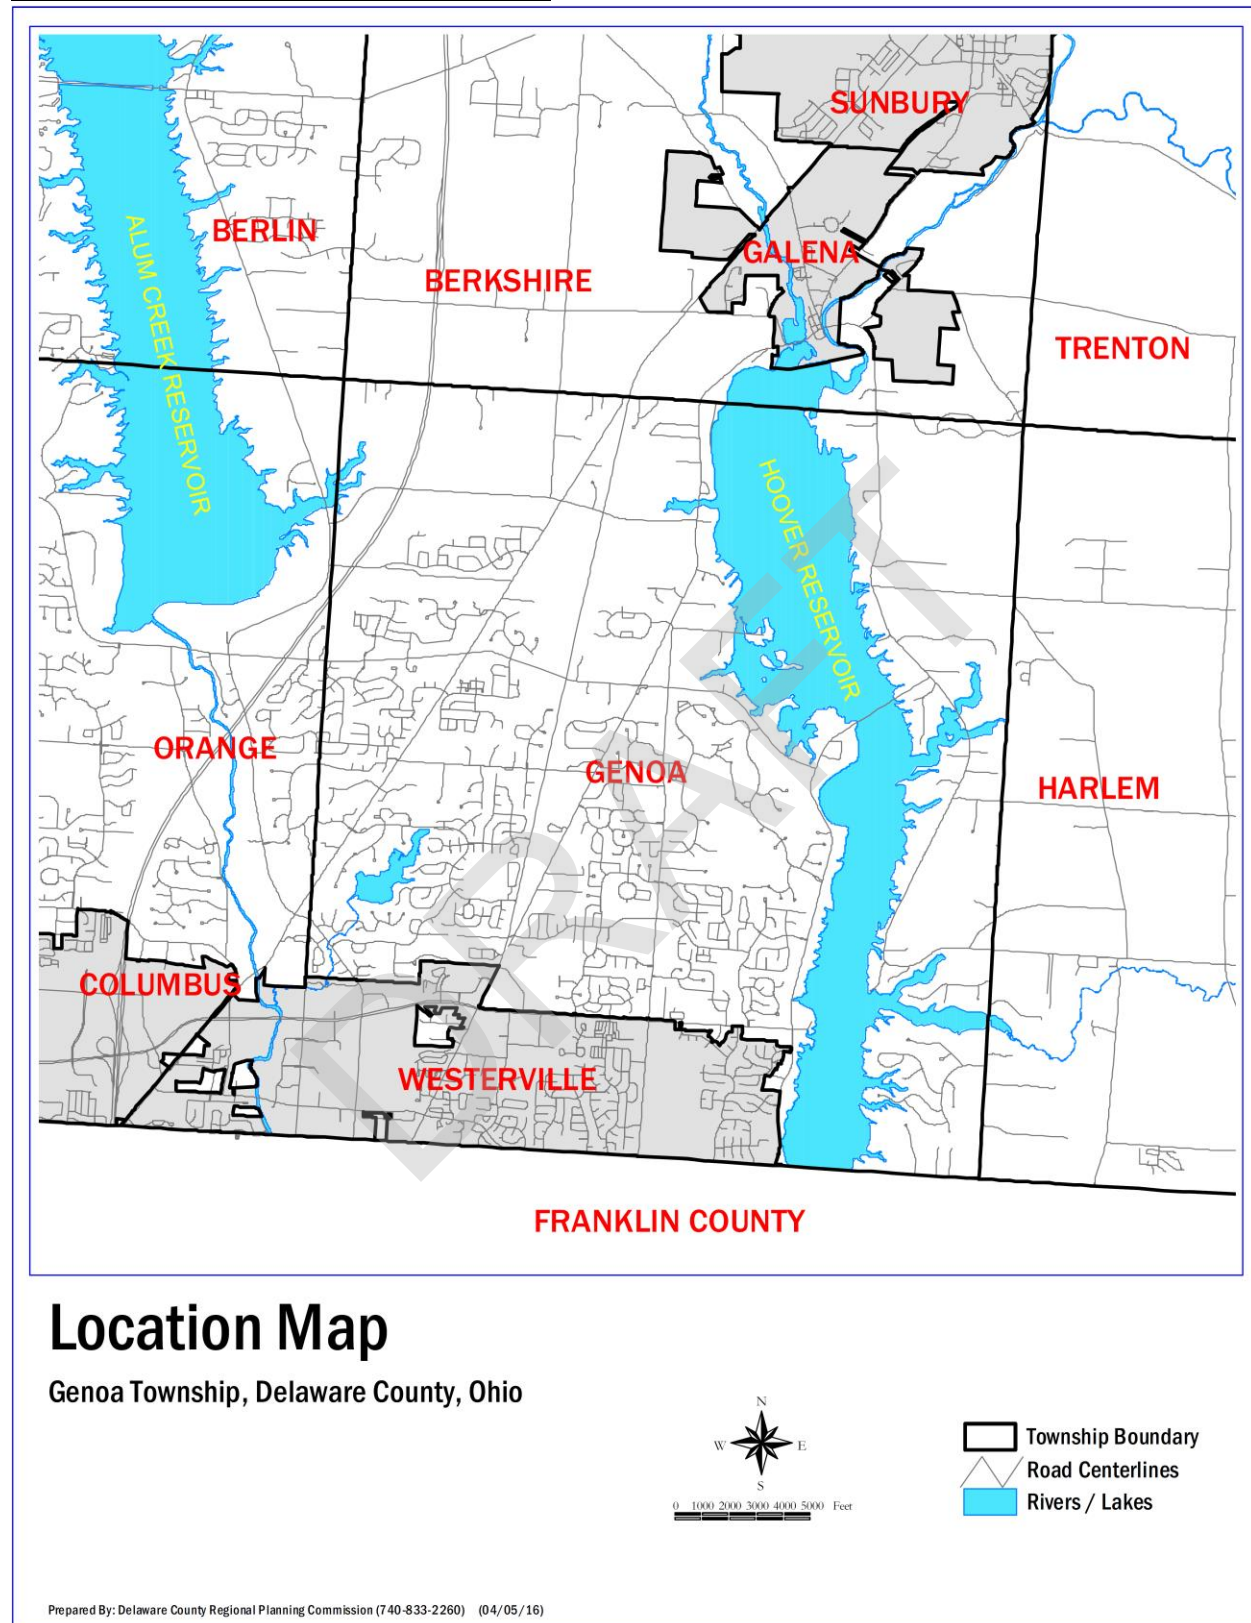 SUNBURY
BERLIN
GALENA
BERKSHIRE
TRENTON
ALUM CREEK RESERVOIR
HOOVER RESERVOIR
ORANGE
GENOA
HARLEM
DRAFT
COLUMBUS
WESTERVILLE
FRANKLIN COUNTY
Location Map
Genoa Township, Delaware County, Ohio
N
W E
S
0 1000 2000 3000 4000 5000 Feet
Township Boundary
Road Centerlines
Rivers / Lakes
Prepared By: Delaware County Regional Planning Commission (740-833-2260) (04/05/16)